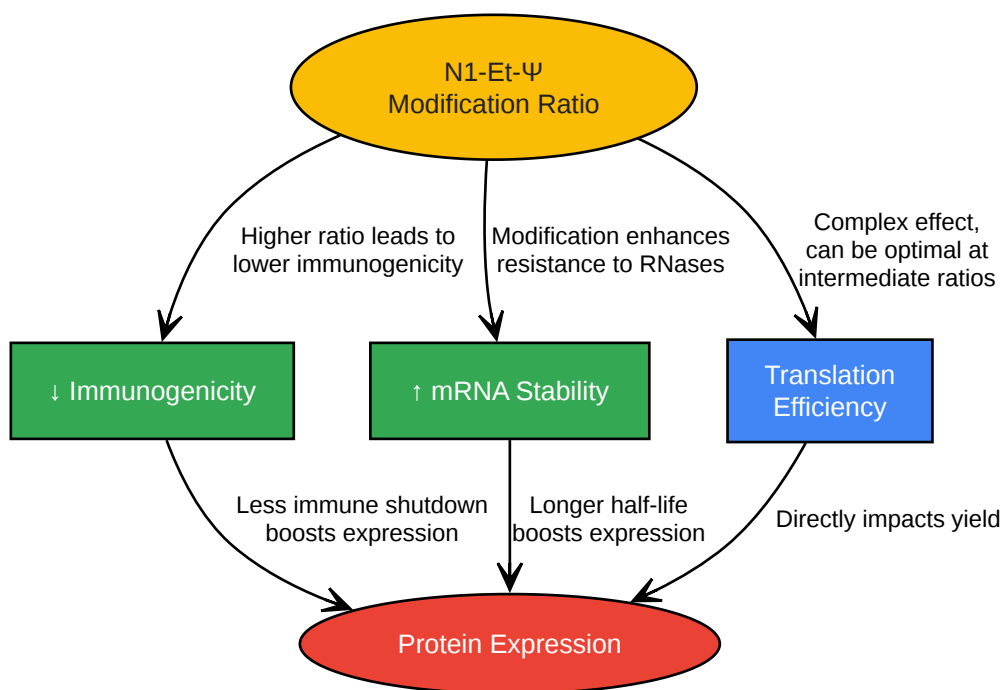 N1-Et-Ψ
Modification Ratio
Higher ratio leads to
lower immunogenicity
Modification enhances
resistance to RNases
Complex effect,
can be optimal at
intermediate ratios
↓ Immunogenicity
↑ mRNA Stability
Translation
Efficiency
Less immune shutdown
boosts expression
Longer half-life
boosts expression
Directly impacts yield
Protein Expression